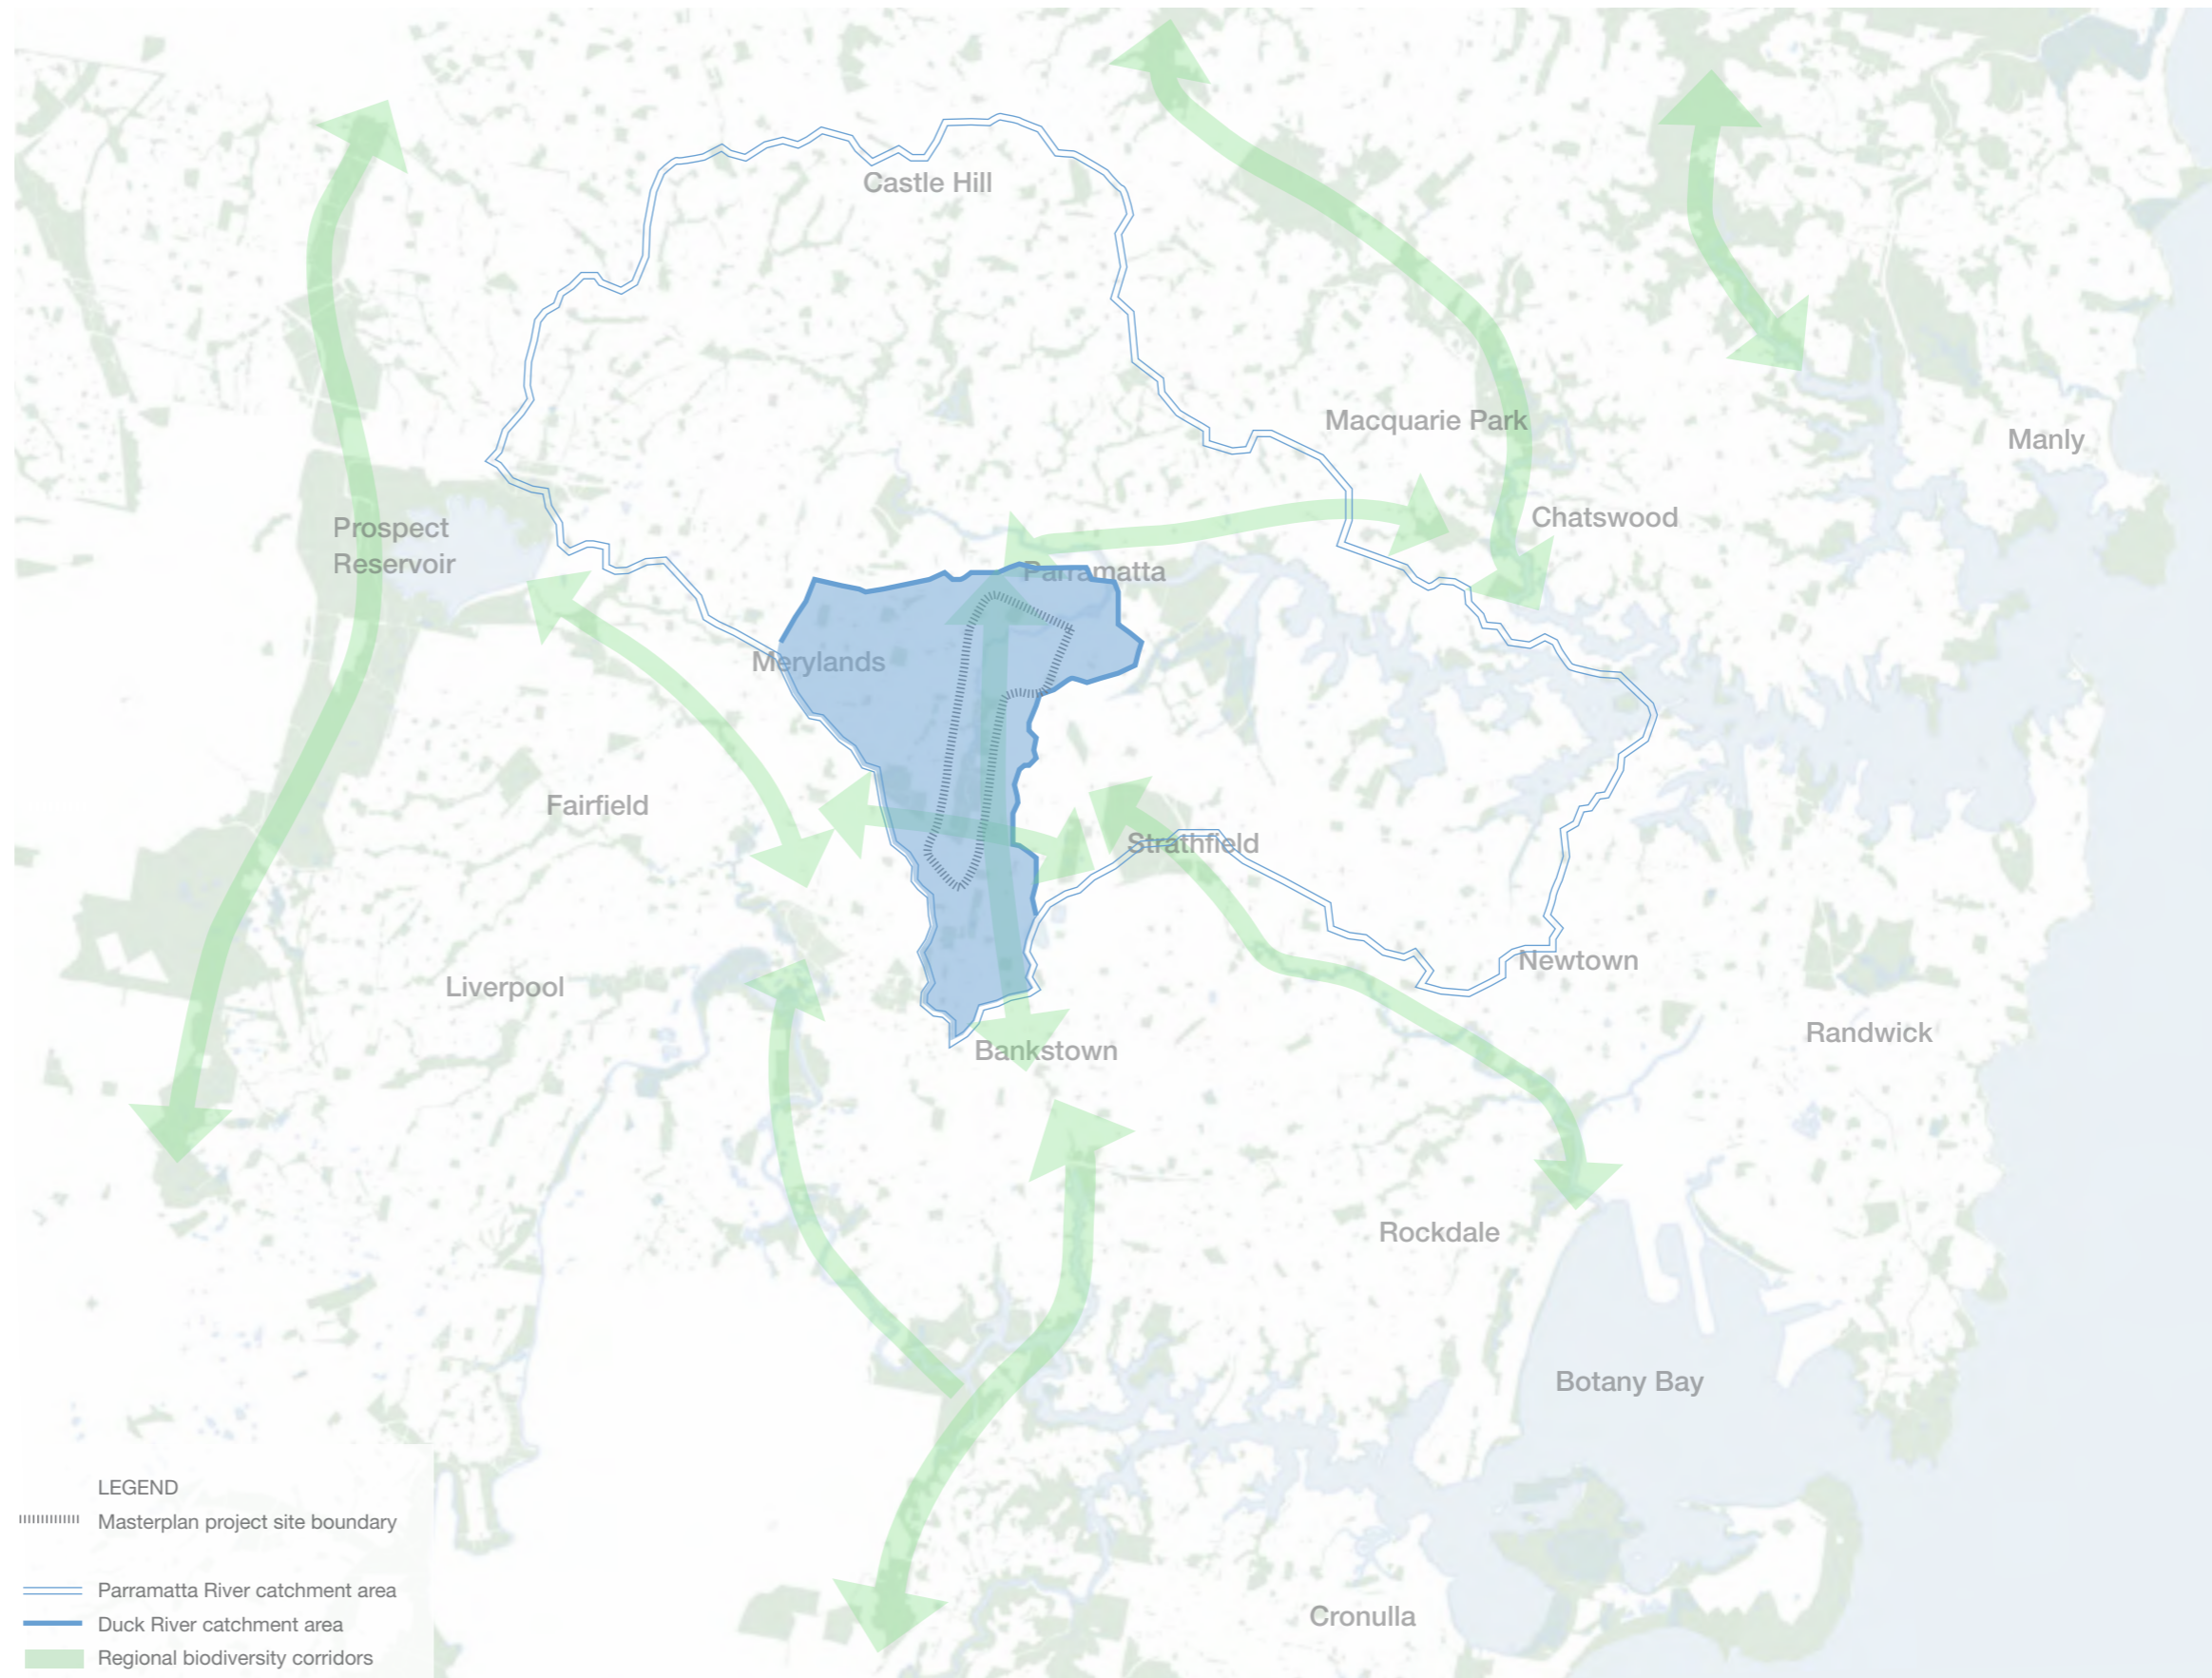 Castle Hill
Macquarie Park
Manly
Prospect
Reservoir
Chatswood
Parramatta
Merylands
Fairfield
Strathfield
Newtown
Liverpool
Randwick
Bankstown
Rockdale
Botany Bay
Cronulla
LEGEND
Masterplan project site boundary
Parramatta River catchment area
Duck River catchment area
Regional biodiversity corridors